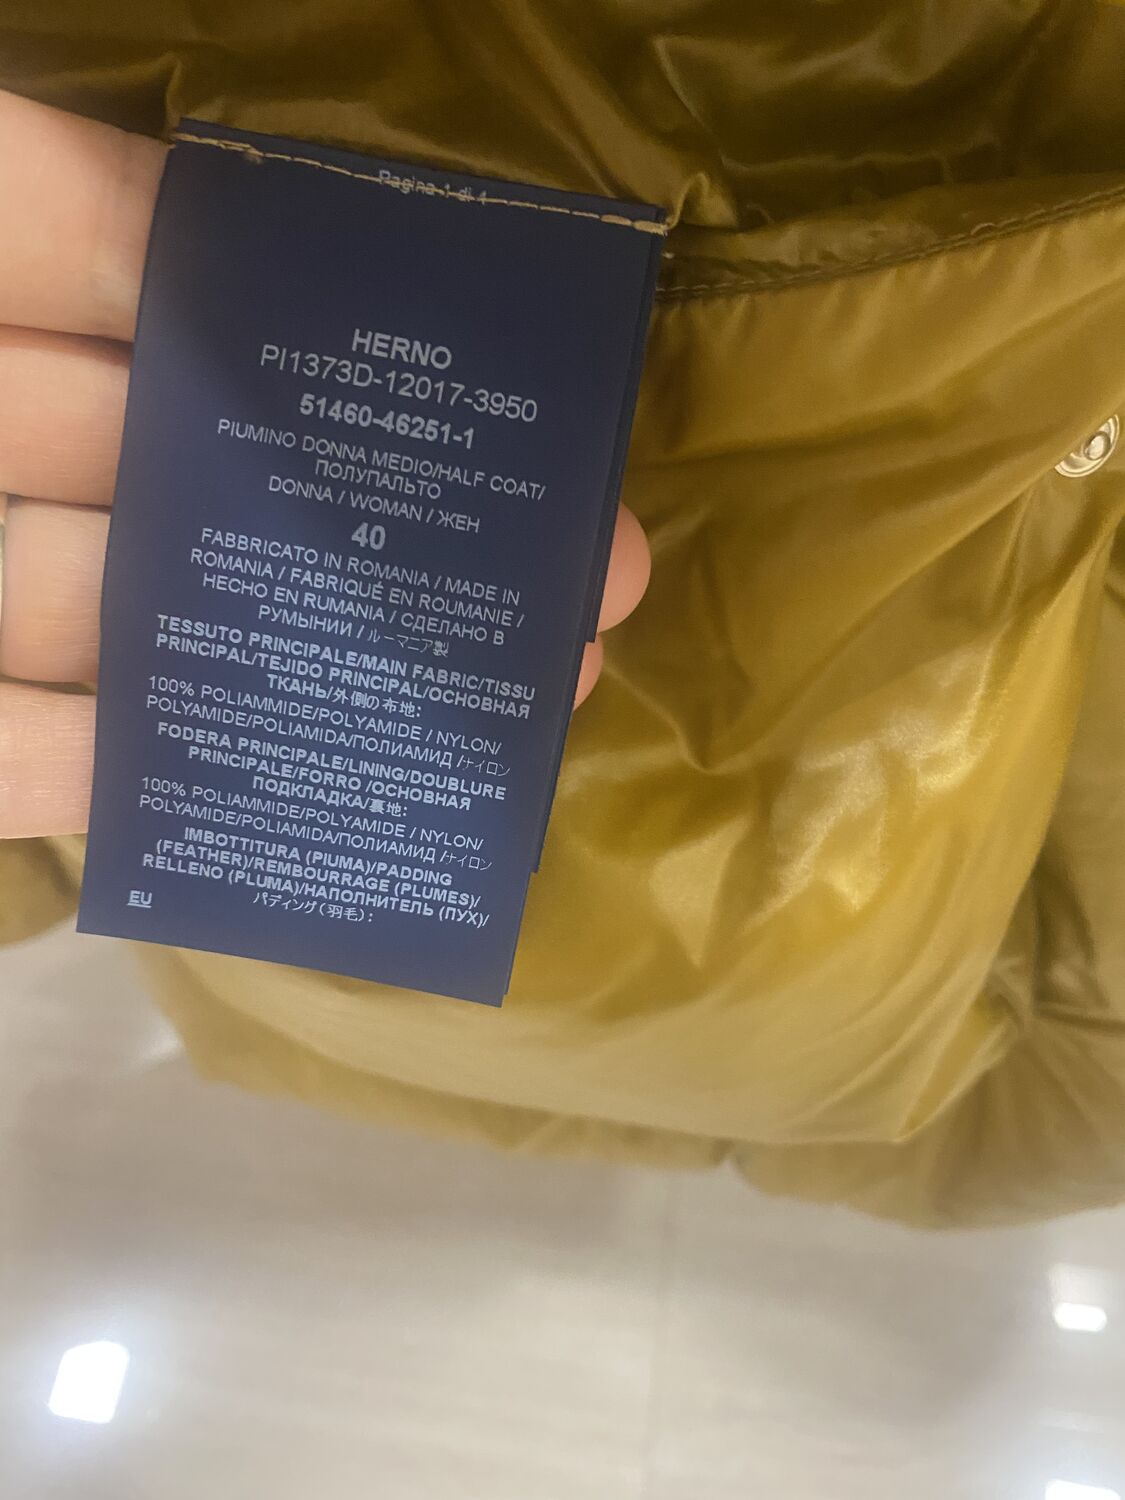 Pagina 1 di 4
HERNO
PI1373D-12017-3950
51460-46251-1
PIUMINO DONNA MEDIO/HALF COAT/
ПОЛУПАЛЬТО
DONNA / WOMAN / ЖЕН
40
FABBRICATO IN ROMANIA / MADE IN
ROMANIA / FABRIQUÉ EN ROUMANIE /
HECHO EN RUMANIA / СДЕЛАНО В
РУМЫНИИ / ルーマニア製
TESSUTO PRINCIPALE/MAIN FABRIC/TISSU
PRINCIPAL/TEJIDO PRINCIPAL/ОСНОВНАЯ
ТКАНЬ/外側の布地:
100% POLIAMMIDE/POLYAMIDE / NYLON/
POLYAMIDE/POLIAMIDA/ПОЛИАМИД /ナイロン
FODERA PRINCIPALE/LINING/DOUBLURE
PRINCIPALE/FORRO /ОСНОВНАЯ
ПОДКЛАДКА/裏地:
100% POLIAMMIDE/POLYAMIDE / NYLON/
POLYAMIDE/POLIAMIDA/ПОЛИАМИД /ナイロン
IMBOTTITURA (PIUMA)/PADDING
(FEATHER)/REMBOURRAGE (PLUMES)/
RELLENO (PLUMA)/НАПОЛНИТЕЛЬ (ПУХ)/
パディング(羽毛):
EU